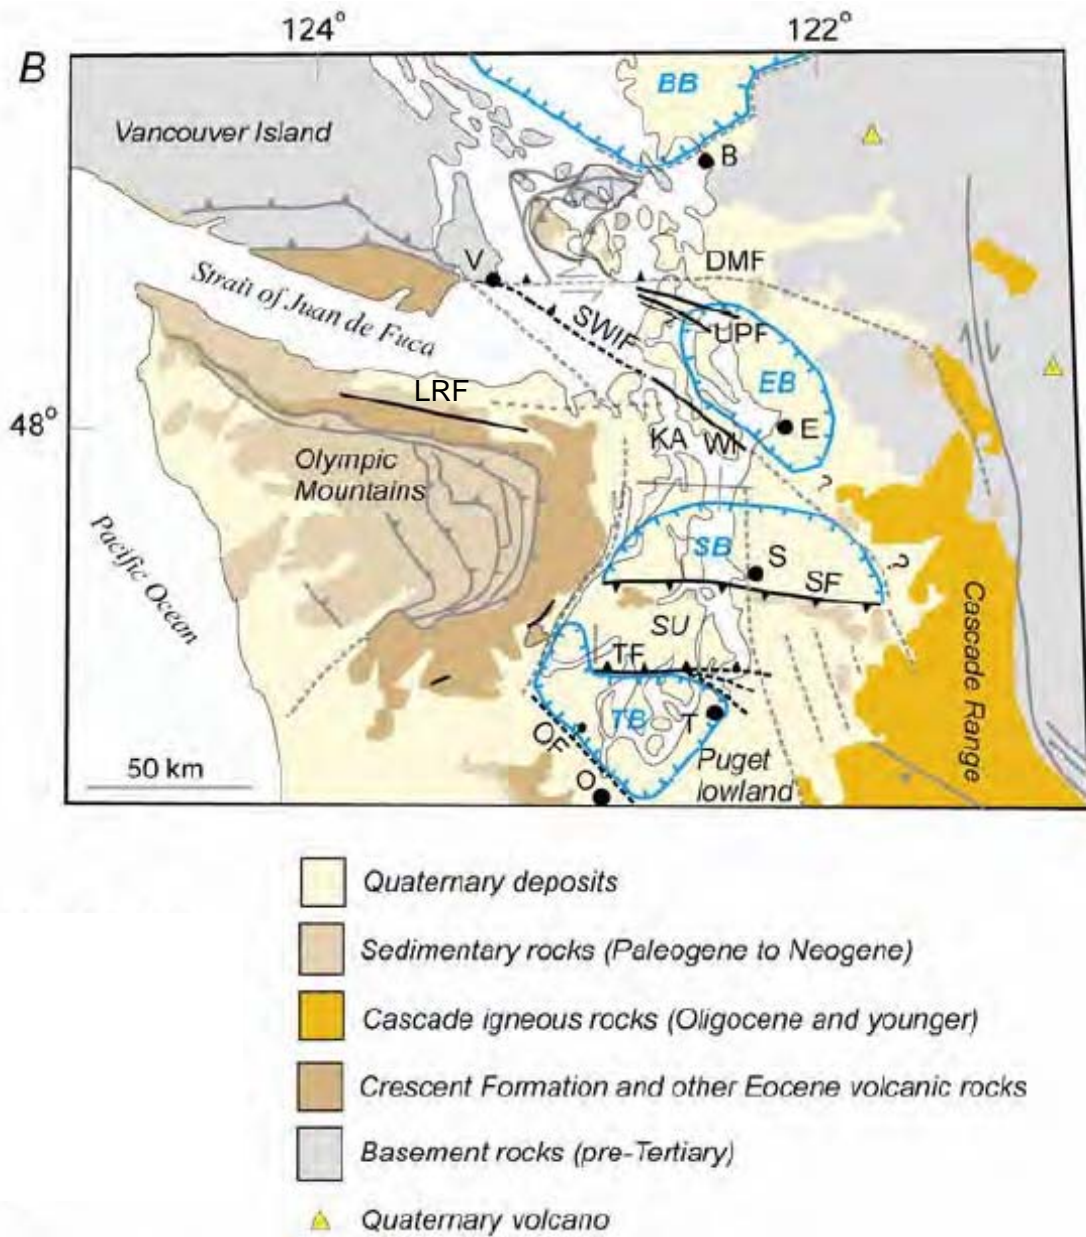 124°
122°
B
BB
Vancouver Island
B
V
DMF
Strait of Juan de Fuca
SWIF
UPF
EB
LRF
48°
E
KA
WI
Olympic
Mountains
?
Pacific Ocean
SB
S
SF
?
SU
TF
Cascade Range
TB
T
OF
Puget
lowland
50 km
O
Quaternary deposits
Sedimentary rocks (Paleogene to Neogene)
Cascade igneous rocks (Oligocene and younger)
Crescent Formation and other Eocene volcanic rocks
Basement rocks (pre-Tertiary)
Quaternary volcano